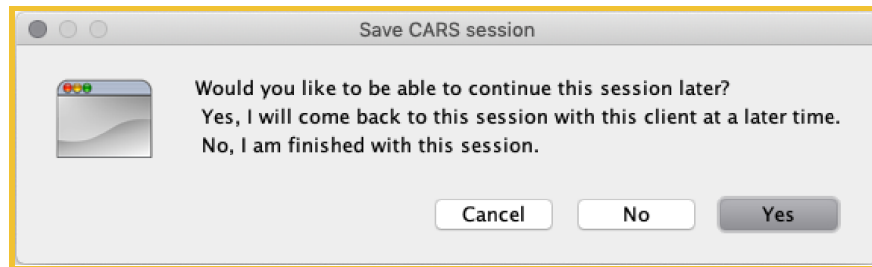 Save CARS session
Would you like to be able to continue this session later?
Yes, I will come back to this session with this client at a later time.
No, I am finished with this session.
Cancel No Yes